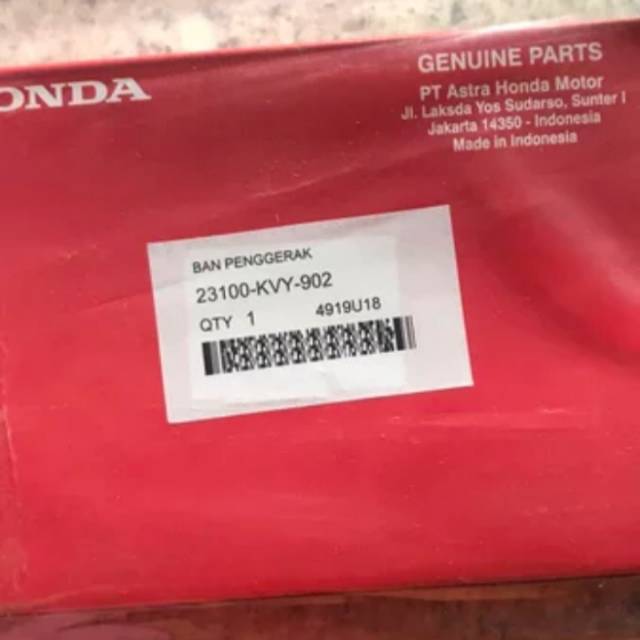 ONDA
GENUINE PARTS
PT Astra Honda Motor
Jl. Laksda Yos Sudarso, Sunter I
Jakarta 14350 - Indonesia
Made in Indonesia
BAN PENGGERAK
23100-KVY-902
QTY 1 4919U18